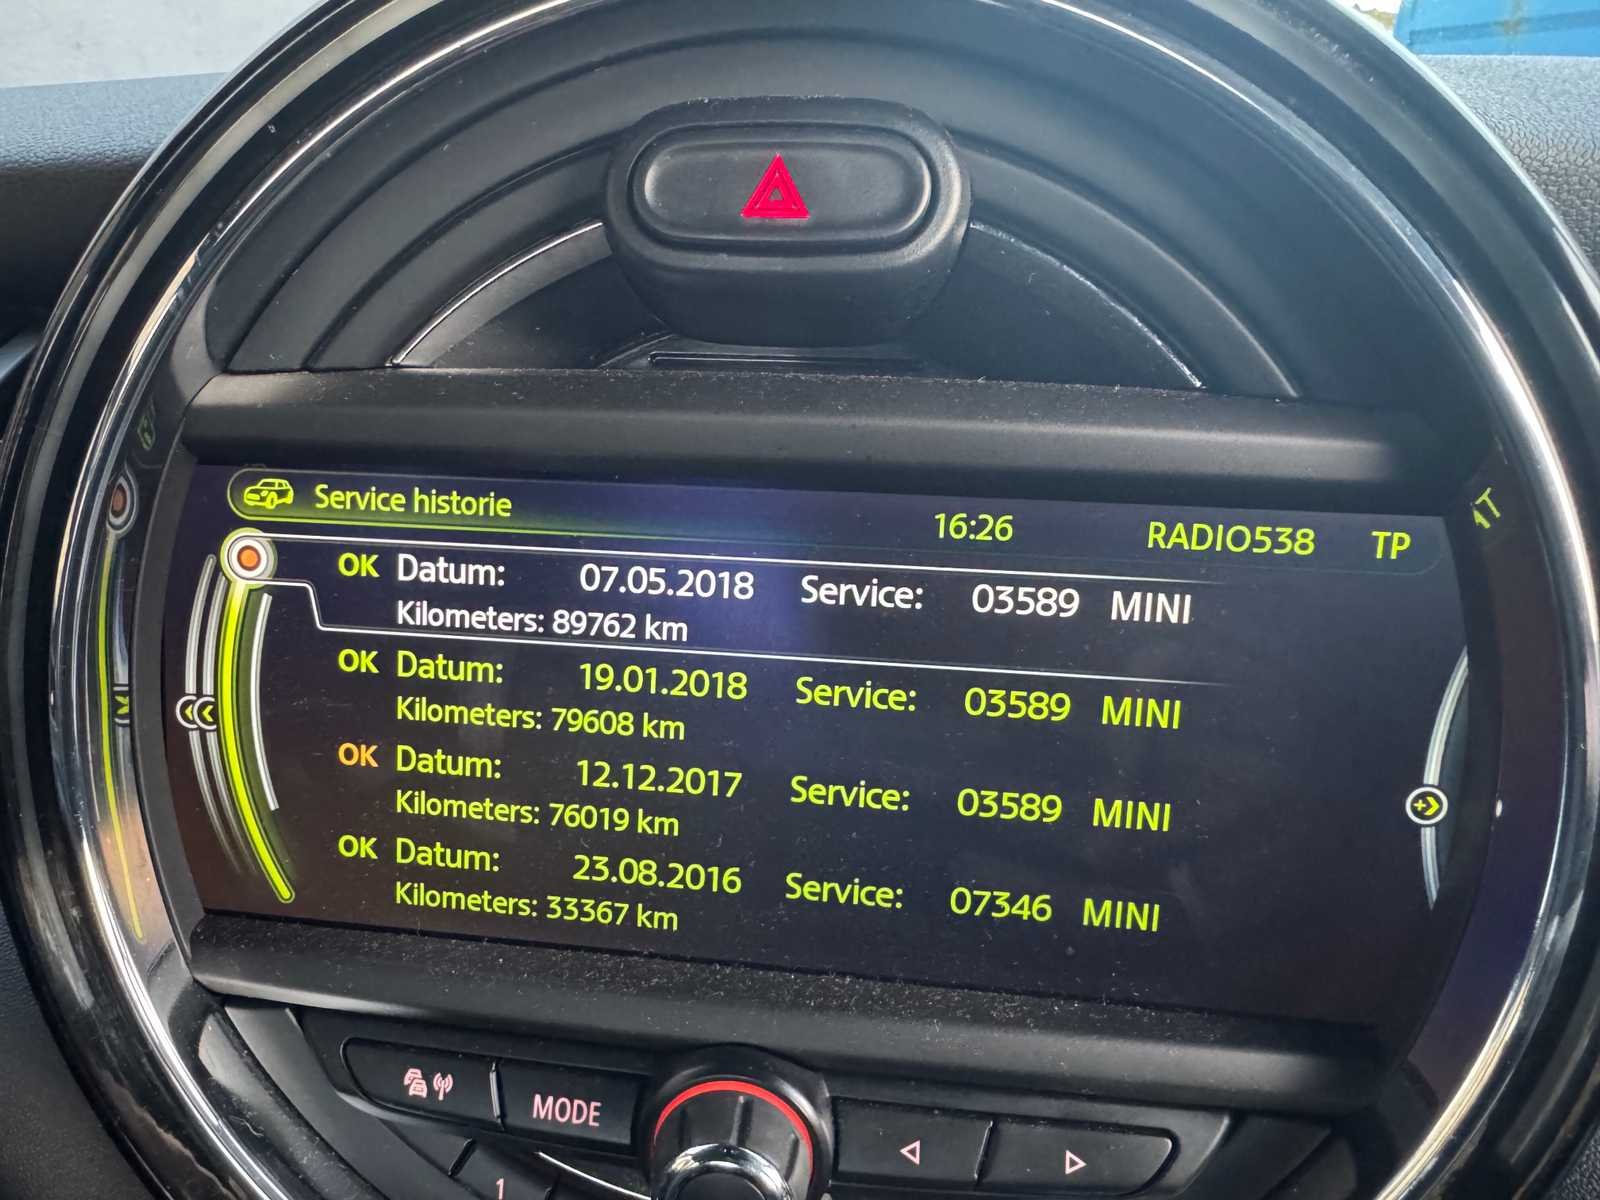 Service historie 16:26 RADIO538 TP
OK Datum: 07.05.2018 Service: 03589 MINI
Kilometers: 89762 km
OK Datum: 19.01.2018 Service: 03589 MINI
Kilometers: 79608 km
OK Datum: 12.12.2017 Service: 03589 MINI
Kilometers: 76019 km
OK Datum: 23.08.2016 Service: 07346 MINI
Kilometers: 33367 km
MODE
1